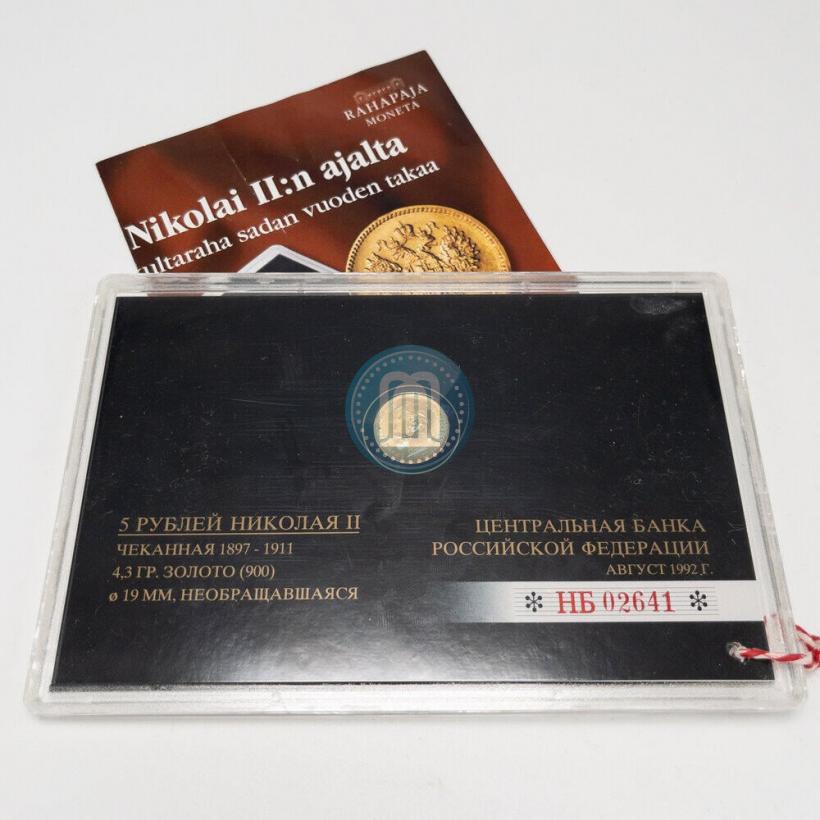 RAHAPAJA
MONETA
Nikolai II:n ajalta
ultaraha sadan vuoden takaa
5 РУБЛЕЙ НИКОЛАЯ II
ЧЕКАННАЯ 1897 - 1911
4,3 ГР. ЗОЛОТО (900)
ø 19 ММ, НЕОБРАЩАВШАЯСЯ
ЦЕНТРАЛЬНАЯ БАНКА
РОССИЙСКОЙ ФЕДЕРАЦИИ
АВГУСТ 1992 Г.
* НБ 02641 *